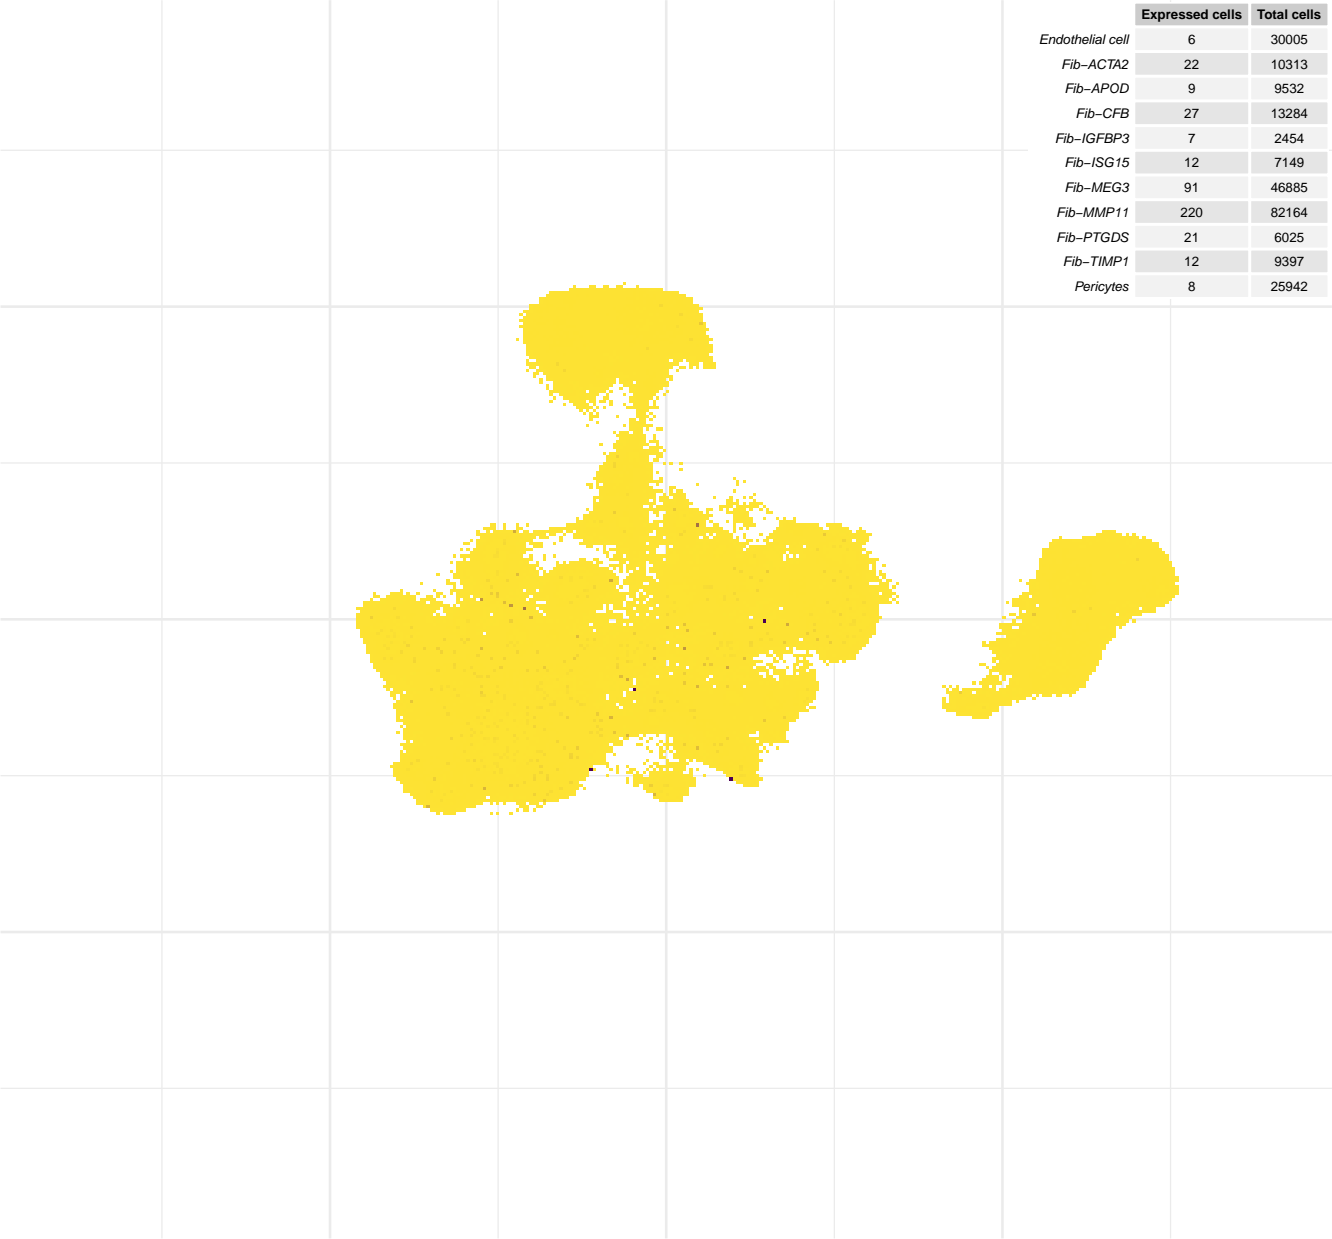 Expressed cells Total cells
Endothelial cell 6 30005
Fib−ACTA2 22 10313
Fib−APOD 9 9532
Fib−CFB 27 13284
Fib−IGFBP3 7 2454
Fib−ISG15 12 7149
Fib−MEG3 91 46885
Fib−MMP11 220 82164
Fib−PTGDS 21 6025
Fib−TIMP1 12 9397
Pericytes 8 25942